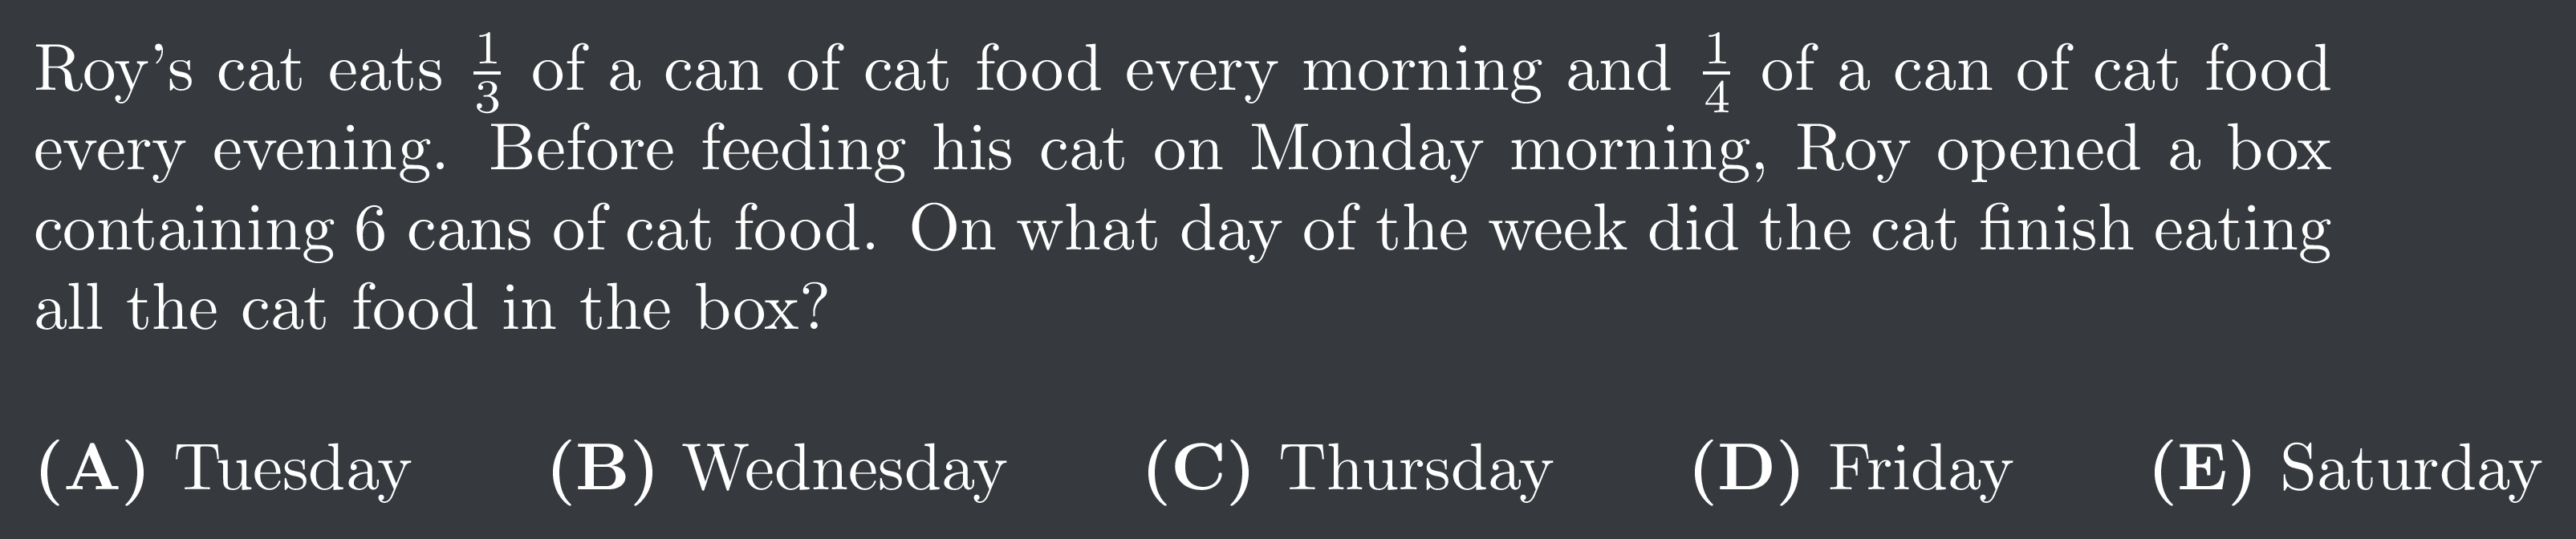 Roy's cat eats $\frac{1}{3}$ of a can of cat food every morning and $\frac{1}{4}$ of a can of cat food
every evening. Before feeding his cat on Monday morning, Roy opened a box
containing 6 cans of cat food. On what day of the week did the cat finish eating
all the cat food in the box?
(A) Tuesday (B) Wednesday (C) Thursday (D) Friday (E) Saturday